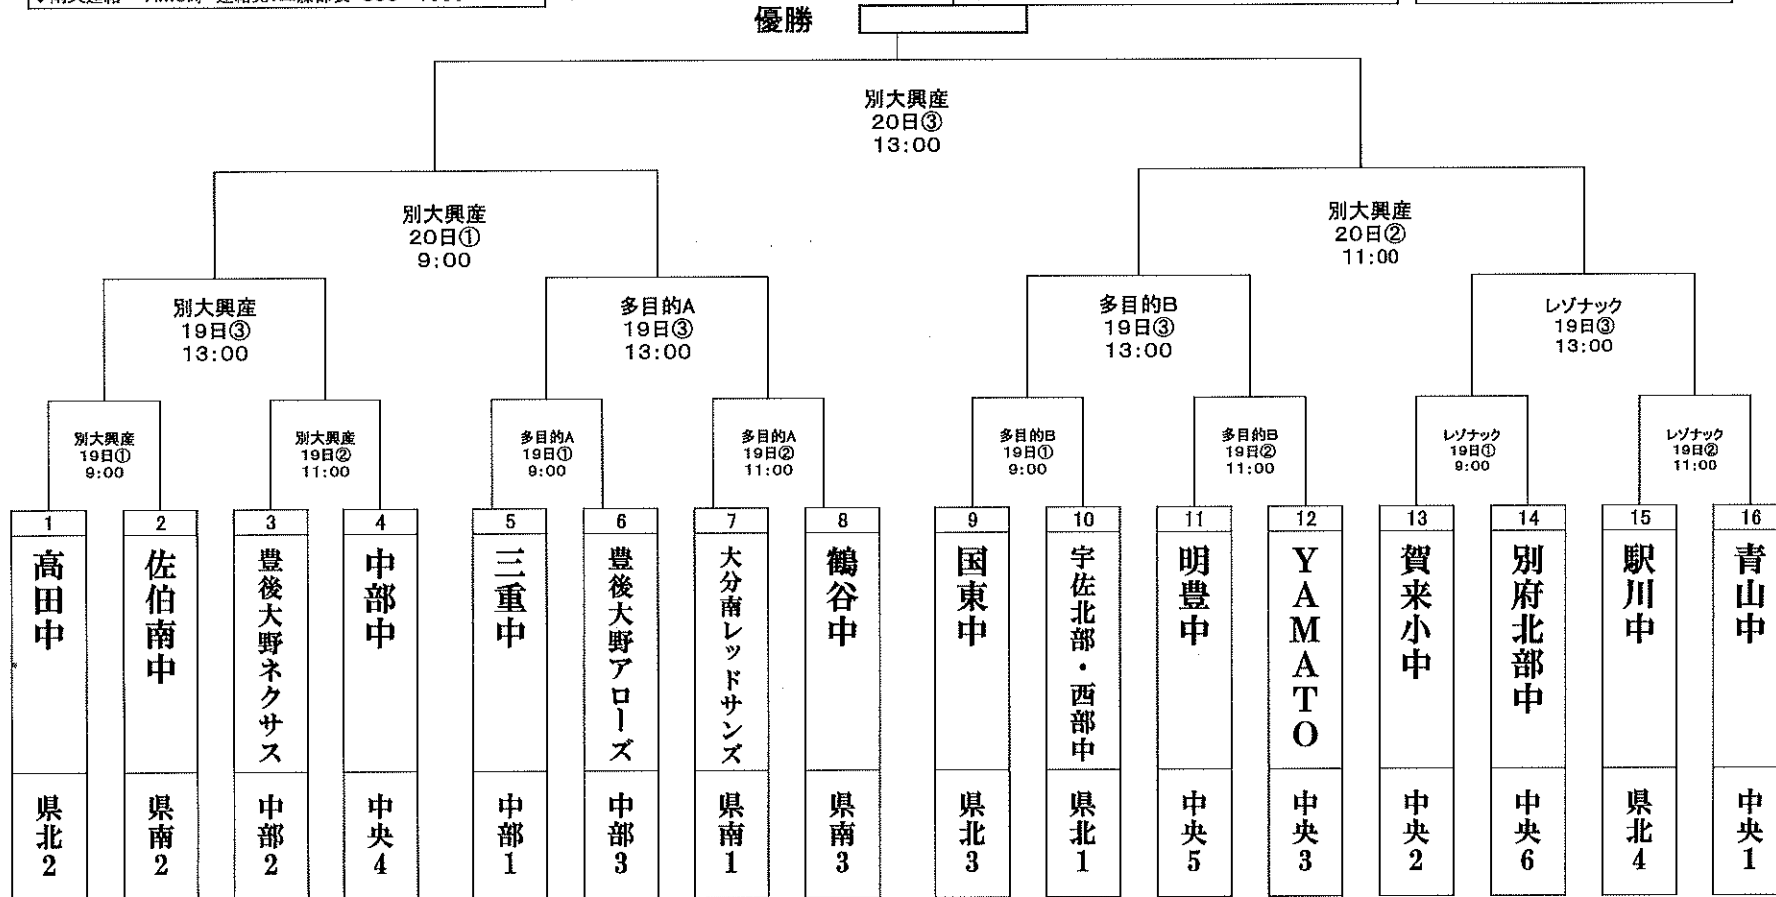 優勝
別大興産
20日③
13:00
別大興産
20日①
9:00
別大興産
20日②
11:00
別大興産
19日③
13:00
多目的A
19日③
13:00
多目的B
19日③
13:00
レゾナック
19日③
13:00
別大興産
19日①
9:00
別大興産
19日②
11:00
多目的A
19日①
9:00
多目的A
19日②
11:00
多目的B
19日①
9:00
多目的B
19日②
11:00
レゾナック
19日①
9:00
レゾナック
19日②
11:00
1
高田中
県北2
2
佐伯南中
県南2
3
豊後大野ネクサス
中部2
4
中部中
中央4
5
三重中
中部1
6
豊後大野アローズ
中部3
7
大分南レッドサンズ
県南1
8
鶴谷中
県南3
9
国東中
県北3
10
宇佐北部・西部中
県北1
11
明豊中
中央5
12
YAMATO
中央3
13
賀来小中
中央2
14
別府北部中
中央6
15
駅川中
県北4
16
青山中
中央1